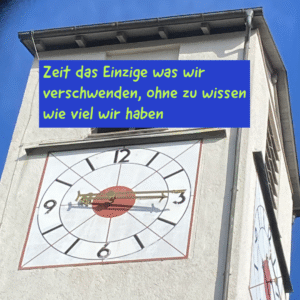 Zeit das Einzige was wir
verschwenden, ohne zu wissen
wie viel wir haben
12
9
3
6